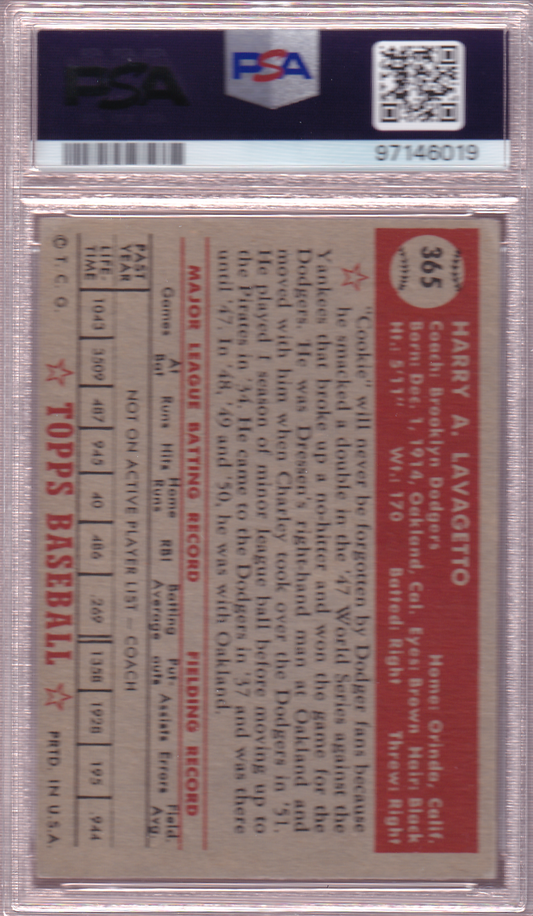 PSA
PSA
97146019
365
HARRY A. LAVAGETTO
Coach: Brooklyn Dodgers Home: Orinda, Calif.
Born: Dec. 1, 1914, Oakland, Cal. Eyes: Brown Hair: Black
Ht.: 5'11" Wt.: 170 Batted: Right Throws: Right
"Cookie" will never be forgotten by Dodger fans because
he smacked a double in the '47 World Series against the
Yankees that broke up a no-hitter and won the game for the
Dodgers. He was Dressen's right-hand man at Oakland and
moved with him when Charley took over the Dodgers in '51.
He played 1 season of minor league ball before moving up to
the Pirates in '34. He came to the Dodgers in '37 and was there
until '47. In '48, '49 and '50, he was with Oakland.
MAJOR LEAGUE BATTING RECORD FIELDING RECORD
Games At Bat Runs Hits Home Runs RBI Batting Average Put-outs Assists Errors Field. Avg.
PAST YEAR NOT ON ACTIVE PLAYER LIST — COACH
LIFE-TIME 1043 3509 487 945 40 486 .269 1358 1928 195 .944
© T. C. G. TOPPS BASEBALL PRTD. IN U.S.A.